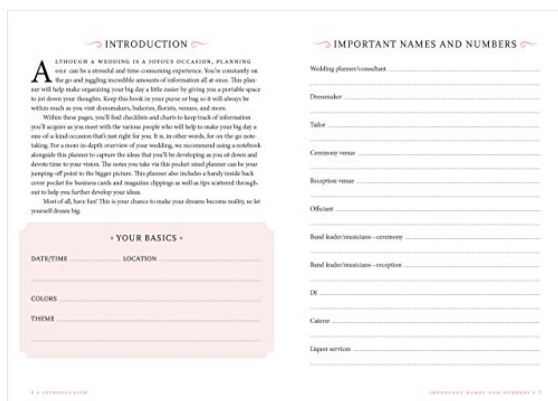 INTRODUCTION
ALTHOUGH A WEDDING IS A JOYOUS OCCASION, PLANNING
one can be a stressful and time consuming experience. You're constantly on
the go and juggling incredible amounts of information all at once. This plan-
ner will help make organizing your big day a little easier by giving you a portable space
to jot down your thoughts. Keep this book in your purse or bag so it will always be
within reach as you visit dressmakers, bakeries, florists, venues, and more.
Within these pages, you'll find checklists and charts to keep track of information
you'll acquire as you meet with the various people who will help to make your big day a
one-of-a-kind occasion that's just right for you. It is, in other words, for on-the-go note-
taking. For a more in-depth overview of your wedding, we recommend using a notebook
alongside this planner to capture the ideas that you'll be developing as you sit down and
devote time to your vision. The notes you take via this pocket-sized planner can be your
jumping-off point to the bigger picture. This planner also includes a handy inside back
cover pocket for business cards and magazine clippings as well as tips scattered through-
out to help you further develop your ideas.
Most of all, have fun! This is your chance to make your dreams become reality, so let
yourself dream big.
• YOUR BASICS •
DATE/TIME LOCATION
COLORS
THEME
INTRODUCTION
IMPORTANT NAMES AND NUMBERS
Wedding planner/consultant
Dressmaker
Tailor
Ceremony venue
Reception venue
Officiant
Band leader/musicians—ceremony
Band leader/musicians—reception
DJ
Caterer
Liquor services
IMPORTANT NAMES AND NUMBERS